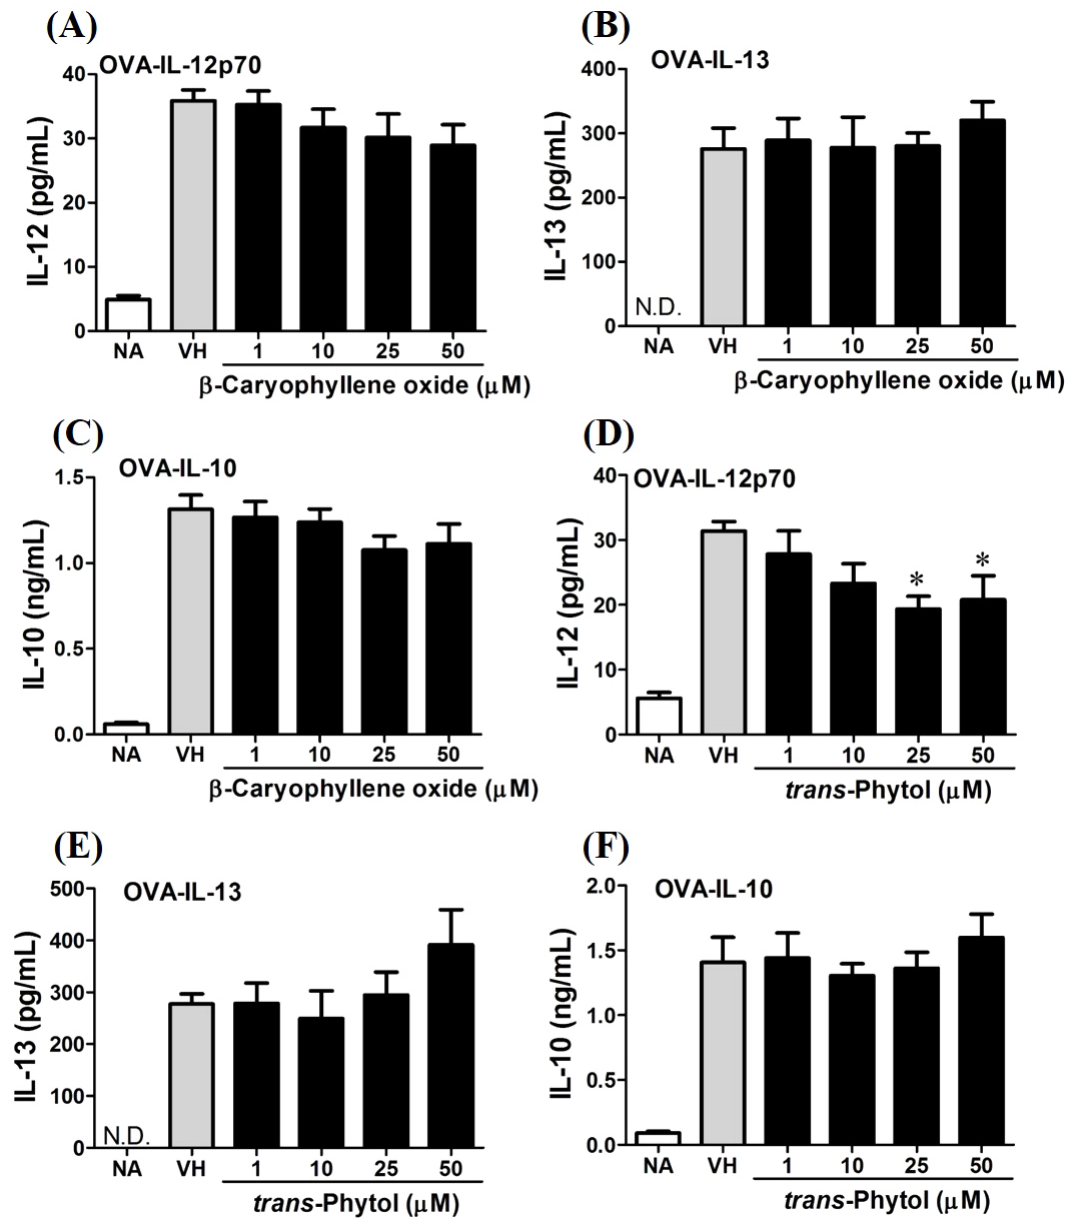 (A)
OVA-IL-12p70
IL-12 (pg/mL)
40
30
20
10
0
NA VH 1 10 25 50
β-Caryophyllene oxide (μM)
(B)
OVA-IL-13
IL-13 (pg/mL)
400
300
200
100
0
N.D.
NA VH 1 10 25 50
β-Caryophyllene oxide (μM)
(C)
OVA-IL-10
IL-10 (ng/mL)
1.5
1.0
0.5
0.0
NA VH 1 10 25 50
β-Caryophyllene oxide (μM)
(D)
OVA-IL-12p70
IL-12 (pg/mL)
40
30
20
10
0
* *
NA VH 1 10 25 50
trans-Phytol (μM)
(E)
OVA-IL-13
IL-13 (pg/mL)
500
400
300
200
100
0
N.D.
NA VH 1 10 25 50
trans-Phytol (μM)
(F)
OVA-IL-10
IL-10 (ng/mL)
2.0
1.5
1.0
0.5
0.0
NA VH 1 10 25 50
trans-Phytol (μM)